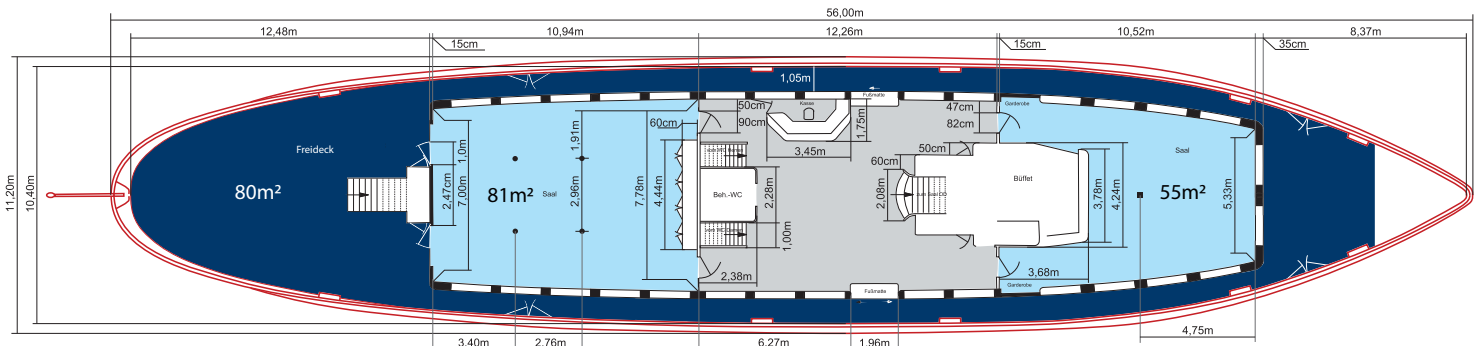 56,00m
12,48m
10,94m
12,26m
10,52m
8,37m
15cm
15cm
35cm
1,05m
Fußmatte
50cm
Kasse
47cm
Garderobe
60cm
90cm
1,75m
82cm
1,91m
3,45m
50cm
Freideck
1,0m
60cm
Saal
11,20m
10,40m
80m²
2,47cm
7,00m
81m²
Saal
2,96m
7,78m
4,44m
Beh.-WC
2,28m
2,08m
zum Saal OD
Büffet
3,78m
4,24m
55m²
5,33m
1,00m
2,38m
3,68m
Garderobe
Fußmatte
3,40m
2,76m
6,27m
1,96m
4,75m